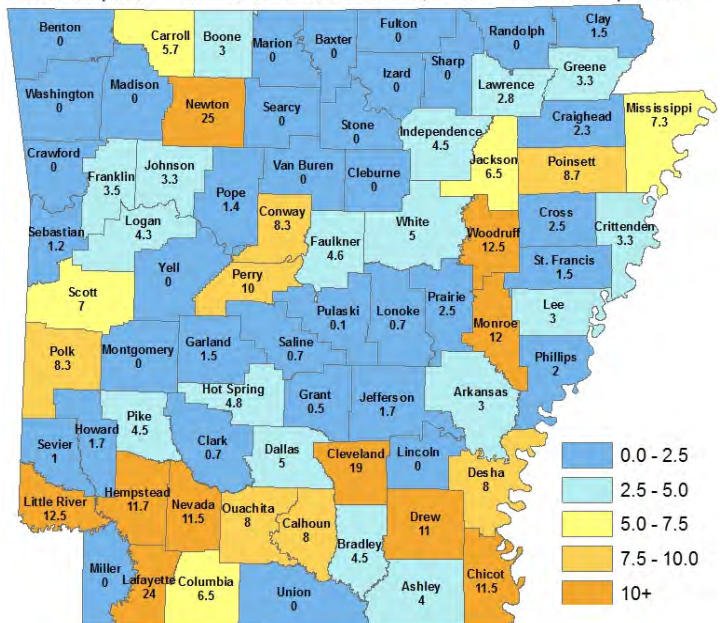 Benton
0
Carroll
5.7
Boone
3
Marion
0
Baxter
0
Fulton
0
Randolph
0
Clay
1.5
Washington
0
Madison
0
Newton
25
Searcy
0
Izard
0
Sharp
0
Lawrence
2.8
Greene
3.3
Stone
0
Independence
4.5
Craighead
2.3
Mississippi
7.3
Crawford
0
Franklin
3.5
Johnson
3.3
Van Buren
0
Cleburne
0
Jackson
6.5
Poinsett
8.7
Pope
1.4
Sebastian
1.2
Logan
4.3
Conway
8.3
Faulkner
4.6
White
5
Woodruff
12.5
Cross
2.5
Crittenden
3.3
Yell
0
Perry
10
St. Francis
1.5
Scott
7
Pulaski
0.1
Lonoke
0.7
Prairie
2.5
Monroe
12
Lee
3
Polk
8.3
Montgomery
0
Garland
1.5
Saline
0.7
Phillips
2
Hot Spring
4.8
Grant
0.5
Jefferson
1.7
Arkansas
3
Howard
1.7
Pike
4.5
Sevier
1
Clark
0.7
Dallas
5
Cleveland
19
Lincoln
0
Desha
8
Little River
12.5
Hempstead
11.7
Nevada
11.5
Ouachita
8
Calhoun
8
Drew
11
Bradley
4.5
Miller
0
Lafayette
24
Columbia
6.5
Union
0
Ashley
4
Chicot
11.5
0.0 - 2.5
2.5 - 5.0
5.0 - 7.5
7.5 - 10.0
10+